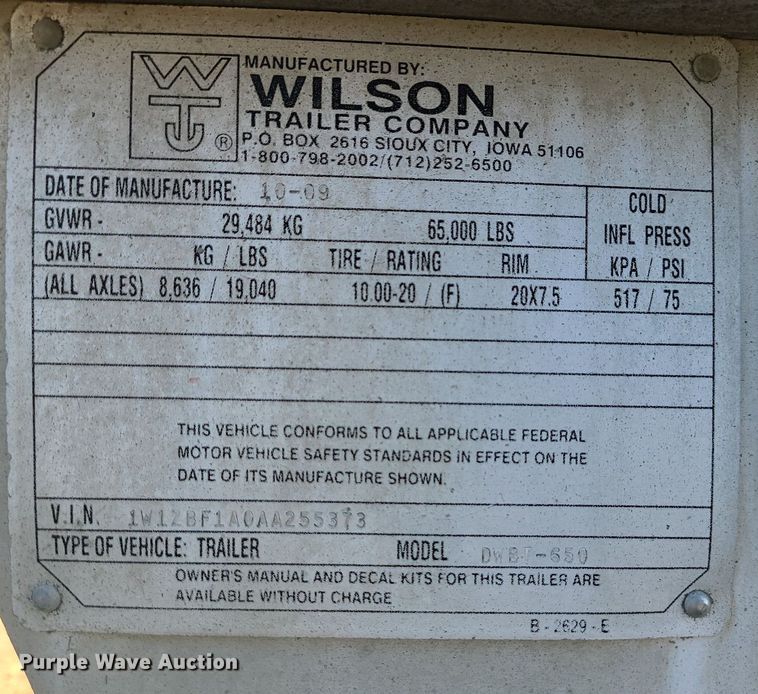 MANUFACTURED BY:
WILSON
TRAILER COMPANY
P.O. BOX 2616 SIOUX CITY, IOWA 51106
1-800-798-2002/(712)252-6500
WTJ ®
DATE OF MANUFACTURE: 10-09
COLD
GVWR - 29,484 KG 65,000 LBS INFL PRESS
GAWR - KG / LBS TIRE / RATING RIM KPA / PSI
(ALL AXLES) 8,636 / 19,040 10.00-20 / (F) 20X7.5 517 / 75
THIS VEHICLE CONFORMS TO ALL APPLICABLE FEDERAL
MOTOR VEHICLE SAFETY STANDARDS IN EFFECT ON THE
DATE OF ITS MANUFACTURE SHOWN.
V.I.N. 1W1ZBF1A0AA255373
TYPE OF VEHICLE: TRAILER MODEL DWBT-650
OWNER'S MANUAL AND DECAL KITS FOR THIS TRAILER ARE
AVAILABLE WITHOUT CHARGE
B - 2629 - E
Purple Wave Auction